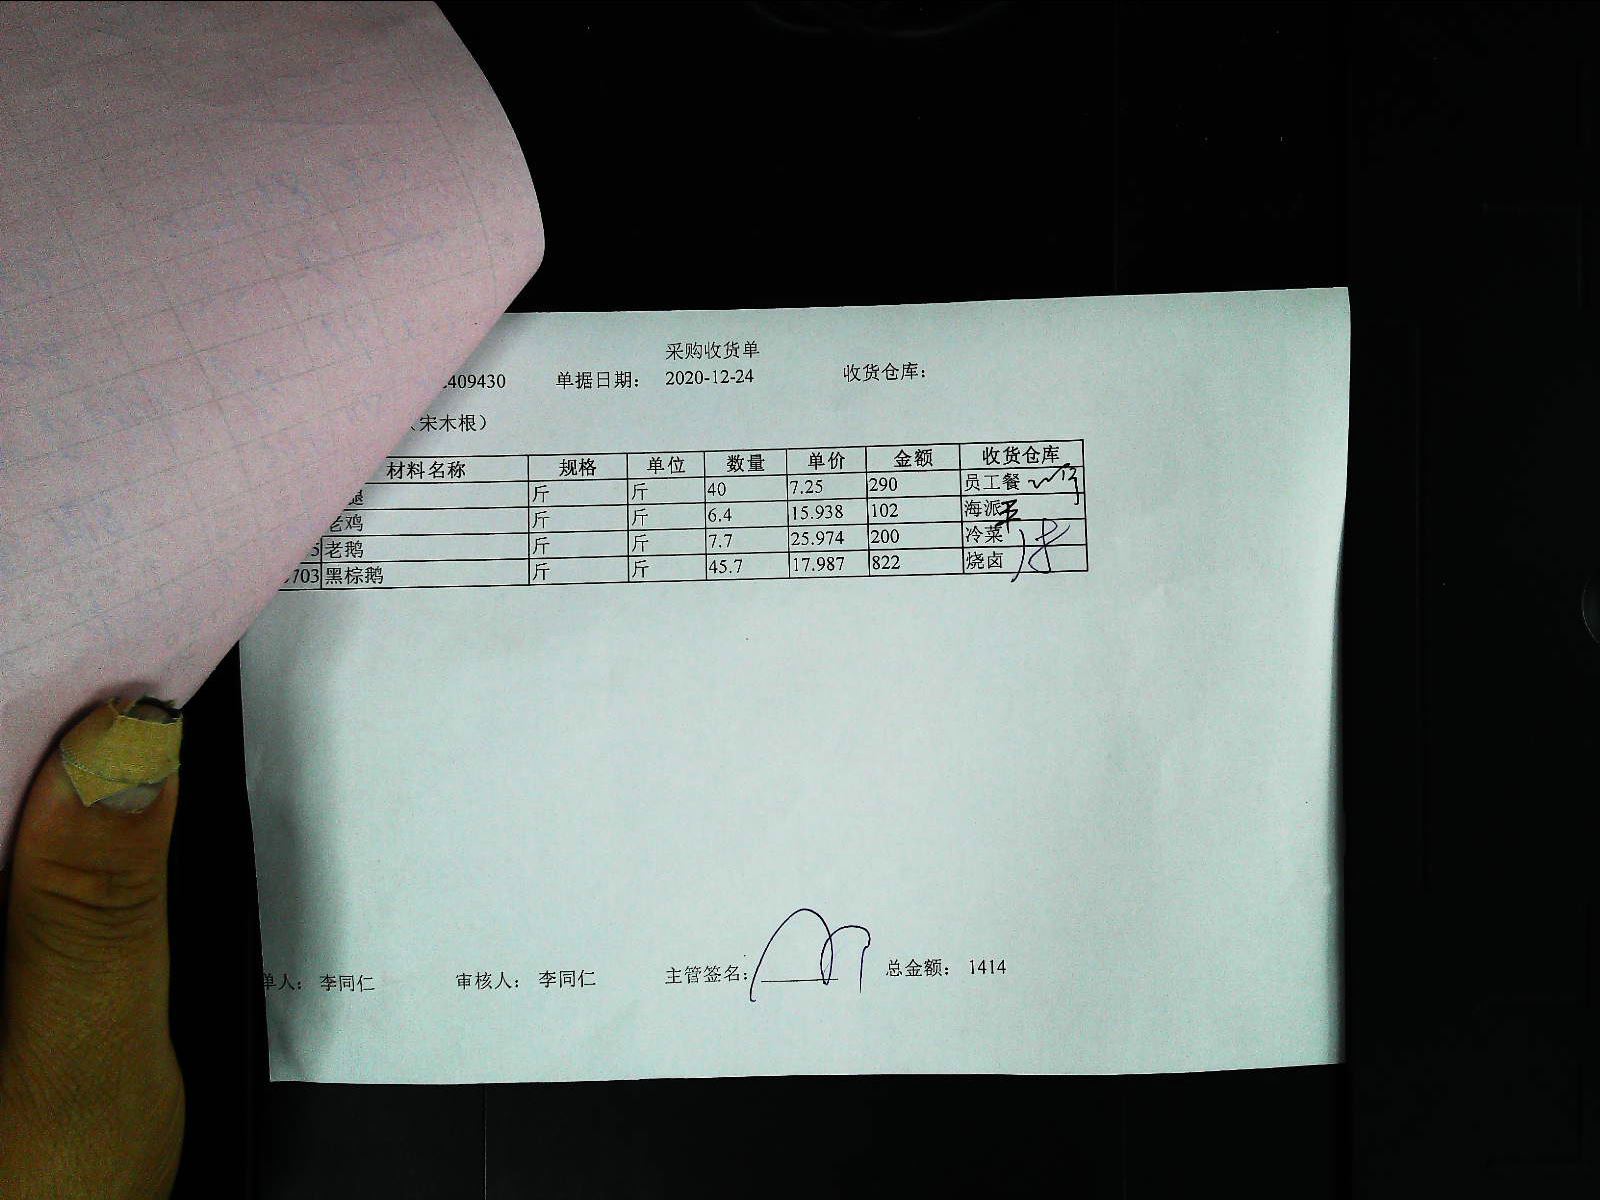 采购收货单
409430 单据日期： 2020-12-24 收货仓库：
（宋木根）
材料名称 规格 单位 数量 单价 金额 收货仓库
腿 斤 斤 40 7.25 290 员工餐
老鸡 斤 斤 6.4 15.938 102 海派
5 老鹅 斤 斤 7.7 25.974 200 冷菜
703 黑棕鹅 斤 斤 45.7 17.987 822 烧卤
单人： 李同仁 审核人： 李同仁 主管签名： 总金额： 1414